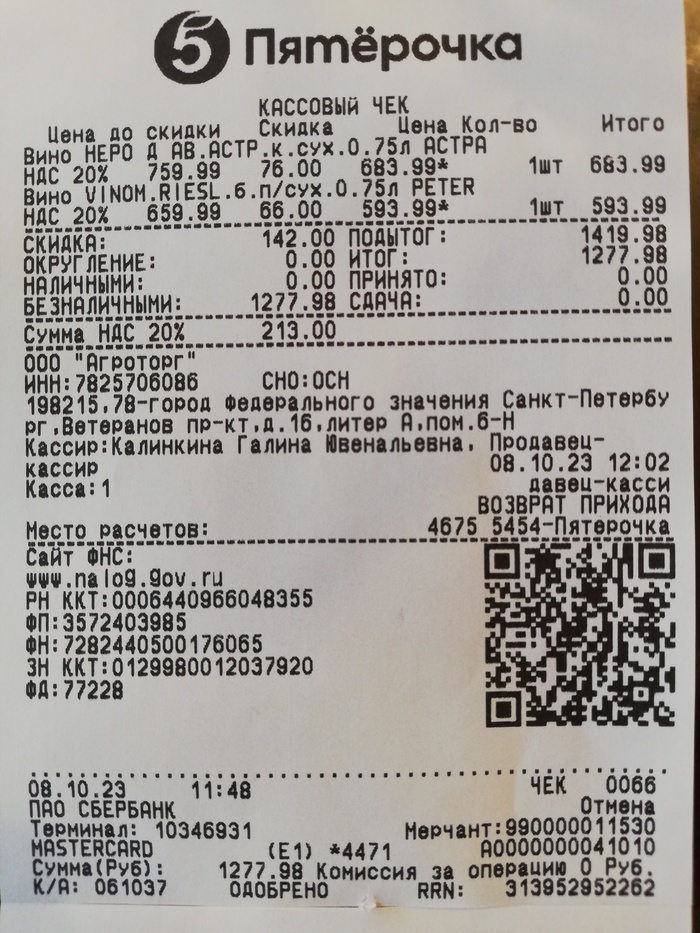 5 Пятёрочка
КАССОВЫЙ ЧЕК
Цена до скидки Скидка Цена Кол-во Итого
Вино НЕРО Д АВ.АСТР.к.сух.0.75л АСТРА
НДС 20% 759.99 76.00 683.99* 1шт 683.99
Вино VINOM.RIESL.б.п/сух.0.75л PETER
НДС 20% 659.99 66.00 593.99* 1шт 593.99
СКИДКА: 142.00 ПОДЫТОГ: 1419.98
ОКРУГЛЕНИЕ: 0.00 ИТОГ: 1277.98
НАЛИЧНЫМИ: 0.00 ПРИНЯТО: 0.00
БЕЗНАЛИЧНЫМИ: 1277.98 СДАЧА: 0.00
Сумма НДС 20% 213.00
ООО "Агроторг"
ИНН:7825706086 СНО:ОСН
198215,78-город федерального значения Санкт-Петербу
рг,Ветеранов пр-кт,д.16,литер А,пом.6-Н
Кассир:Калинкина Галина Ювенальевна, Продавец-
кассир 08.10.23 12:02
Касса:1 давец-касси
ВОЗВРАТ ПРИХОДА
Место расчетов: 4675 5454-Пятерочка
Сайт ФНС:
www.nalog.gov.ru
РН ККТ:0006440966048355
ФП:3572403985
ФН:7282440500176065
ЗН ККТ:0129980012037920
ФД:77228
08.10.23 11:48 ЧЕК 0066
ПАО СБЕРБАНК Отмена
Терминал: 10346931 Мерчант:990000011530
MASTERCARD (E1) *4471 A0000000041010
Сумма(Руб): 1277.98 Комиссия за операцию 0 Руб.
К/А: 061037 ОДОБРЕНО RRN: 313952952262